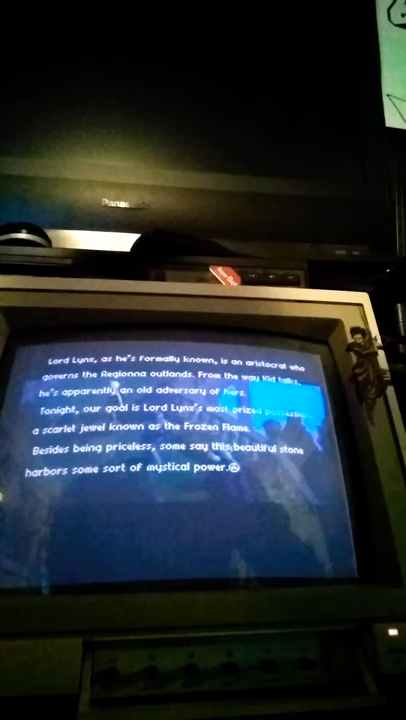 Panasonic
Lord Lynx, as he's formally known, is an aristocrat who
governs the Regionna outlands. From the way Kid talks,
he's apparently an old adversary of hers.
Tonight, our goal is Lord Lynx's most prized possession,
a scarlet jewel known as the Frozen Flame.
Besides being priceless, some say this beautiful stone
harbors some sort of mystical power.